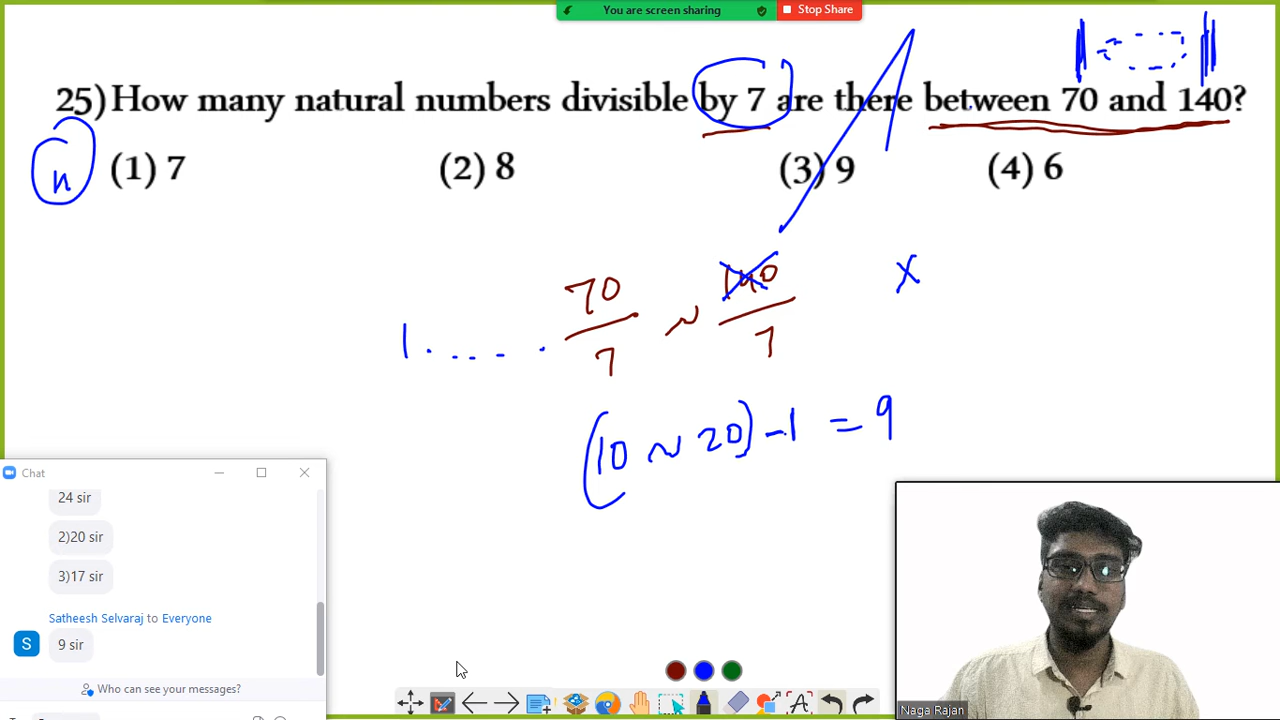 You are screen sharing Stop Share
25) How many natural numbers divisible by 7 are there between 70 and 140?
n (1) 7 (2) 8 (3) 9 (4) 6
70 140 x
1 ...... ~
7 7
(10 ~ 20) -1 = 9
Chat
24 sir
2)20 sir
3)17 sir
Satheesh Selvaraj to Everyone
S 9 sir
Who can see your messages?
Naga Rajan